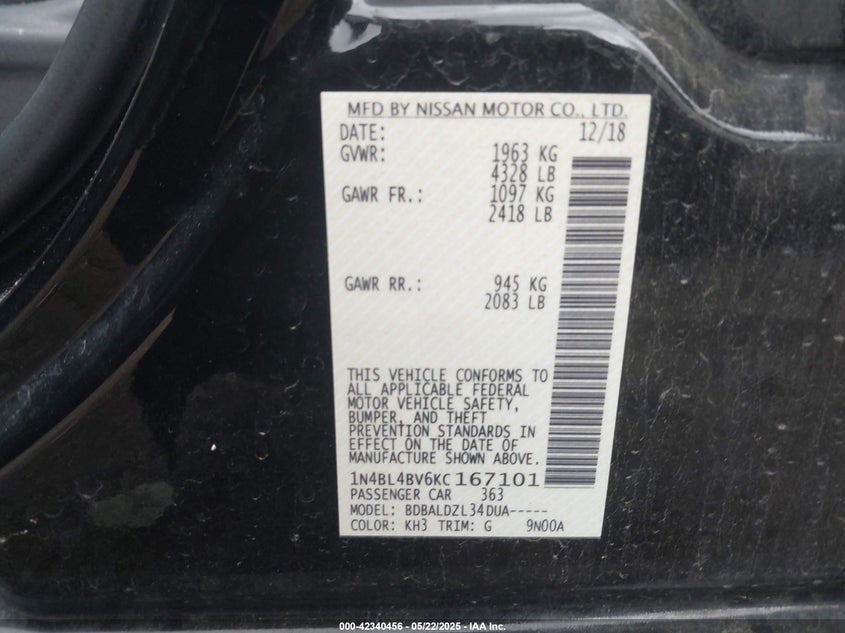 MFD BY NISSAN MOTOR CO., LTD.
DATE: 12/18
GVWR: 1963 KG
4328 LB
GAWR FR.: 1097 KG
2418 LB
GAWR RR.: 945 KG
2083 LB
THIS VEHICLE CONFORMS TO
ALL APPLICABLE FEDERAL
MOTOR VEHICLE SAFETY,
BUMPER, AND THEFT
PREVENTION STANDARDS IN
EFFECT ON THE DATE OF
MANUFACTURE SHOWN ABOVE.
1N4BL4BV6KC167101
PASSENGER CAR 363
MODEL: BDBALDZL34DUA-----
COLOR: KH3 TRIM: G 9N00A
000-42340456 - 05/22/2025 - © IAA Inc.